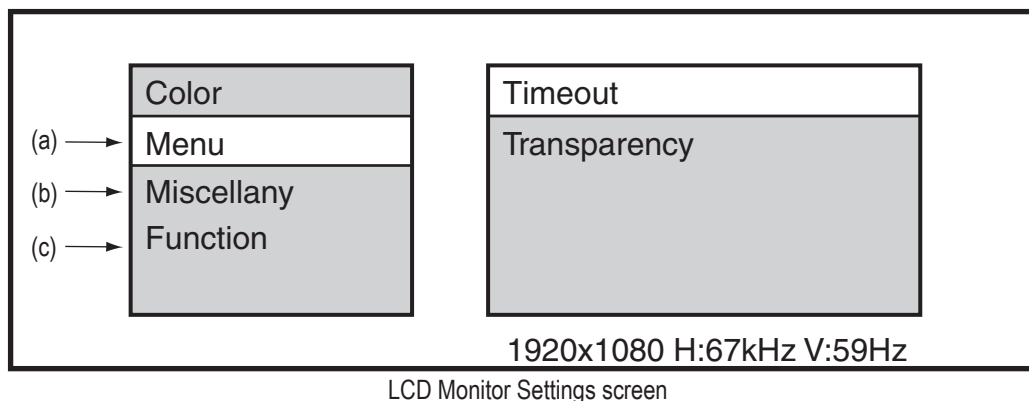 Color
(a) Menu
(b) Miscellany
(c) Function
Timeout
Transparency
1920x1080 H:67kHz V:59Hz
LCD Monitor Settings screen